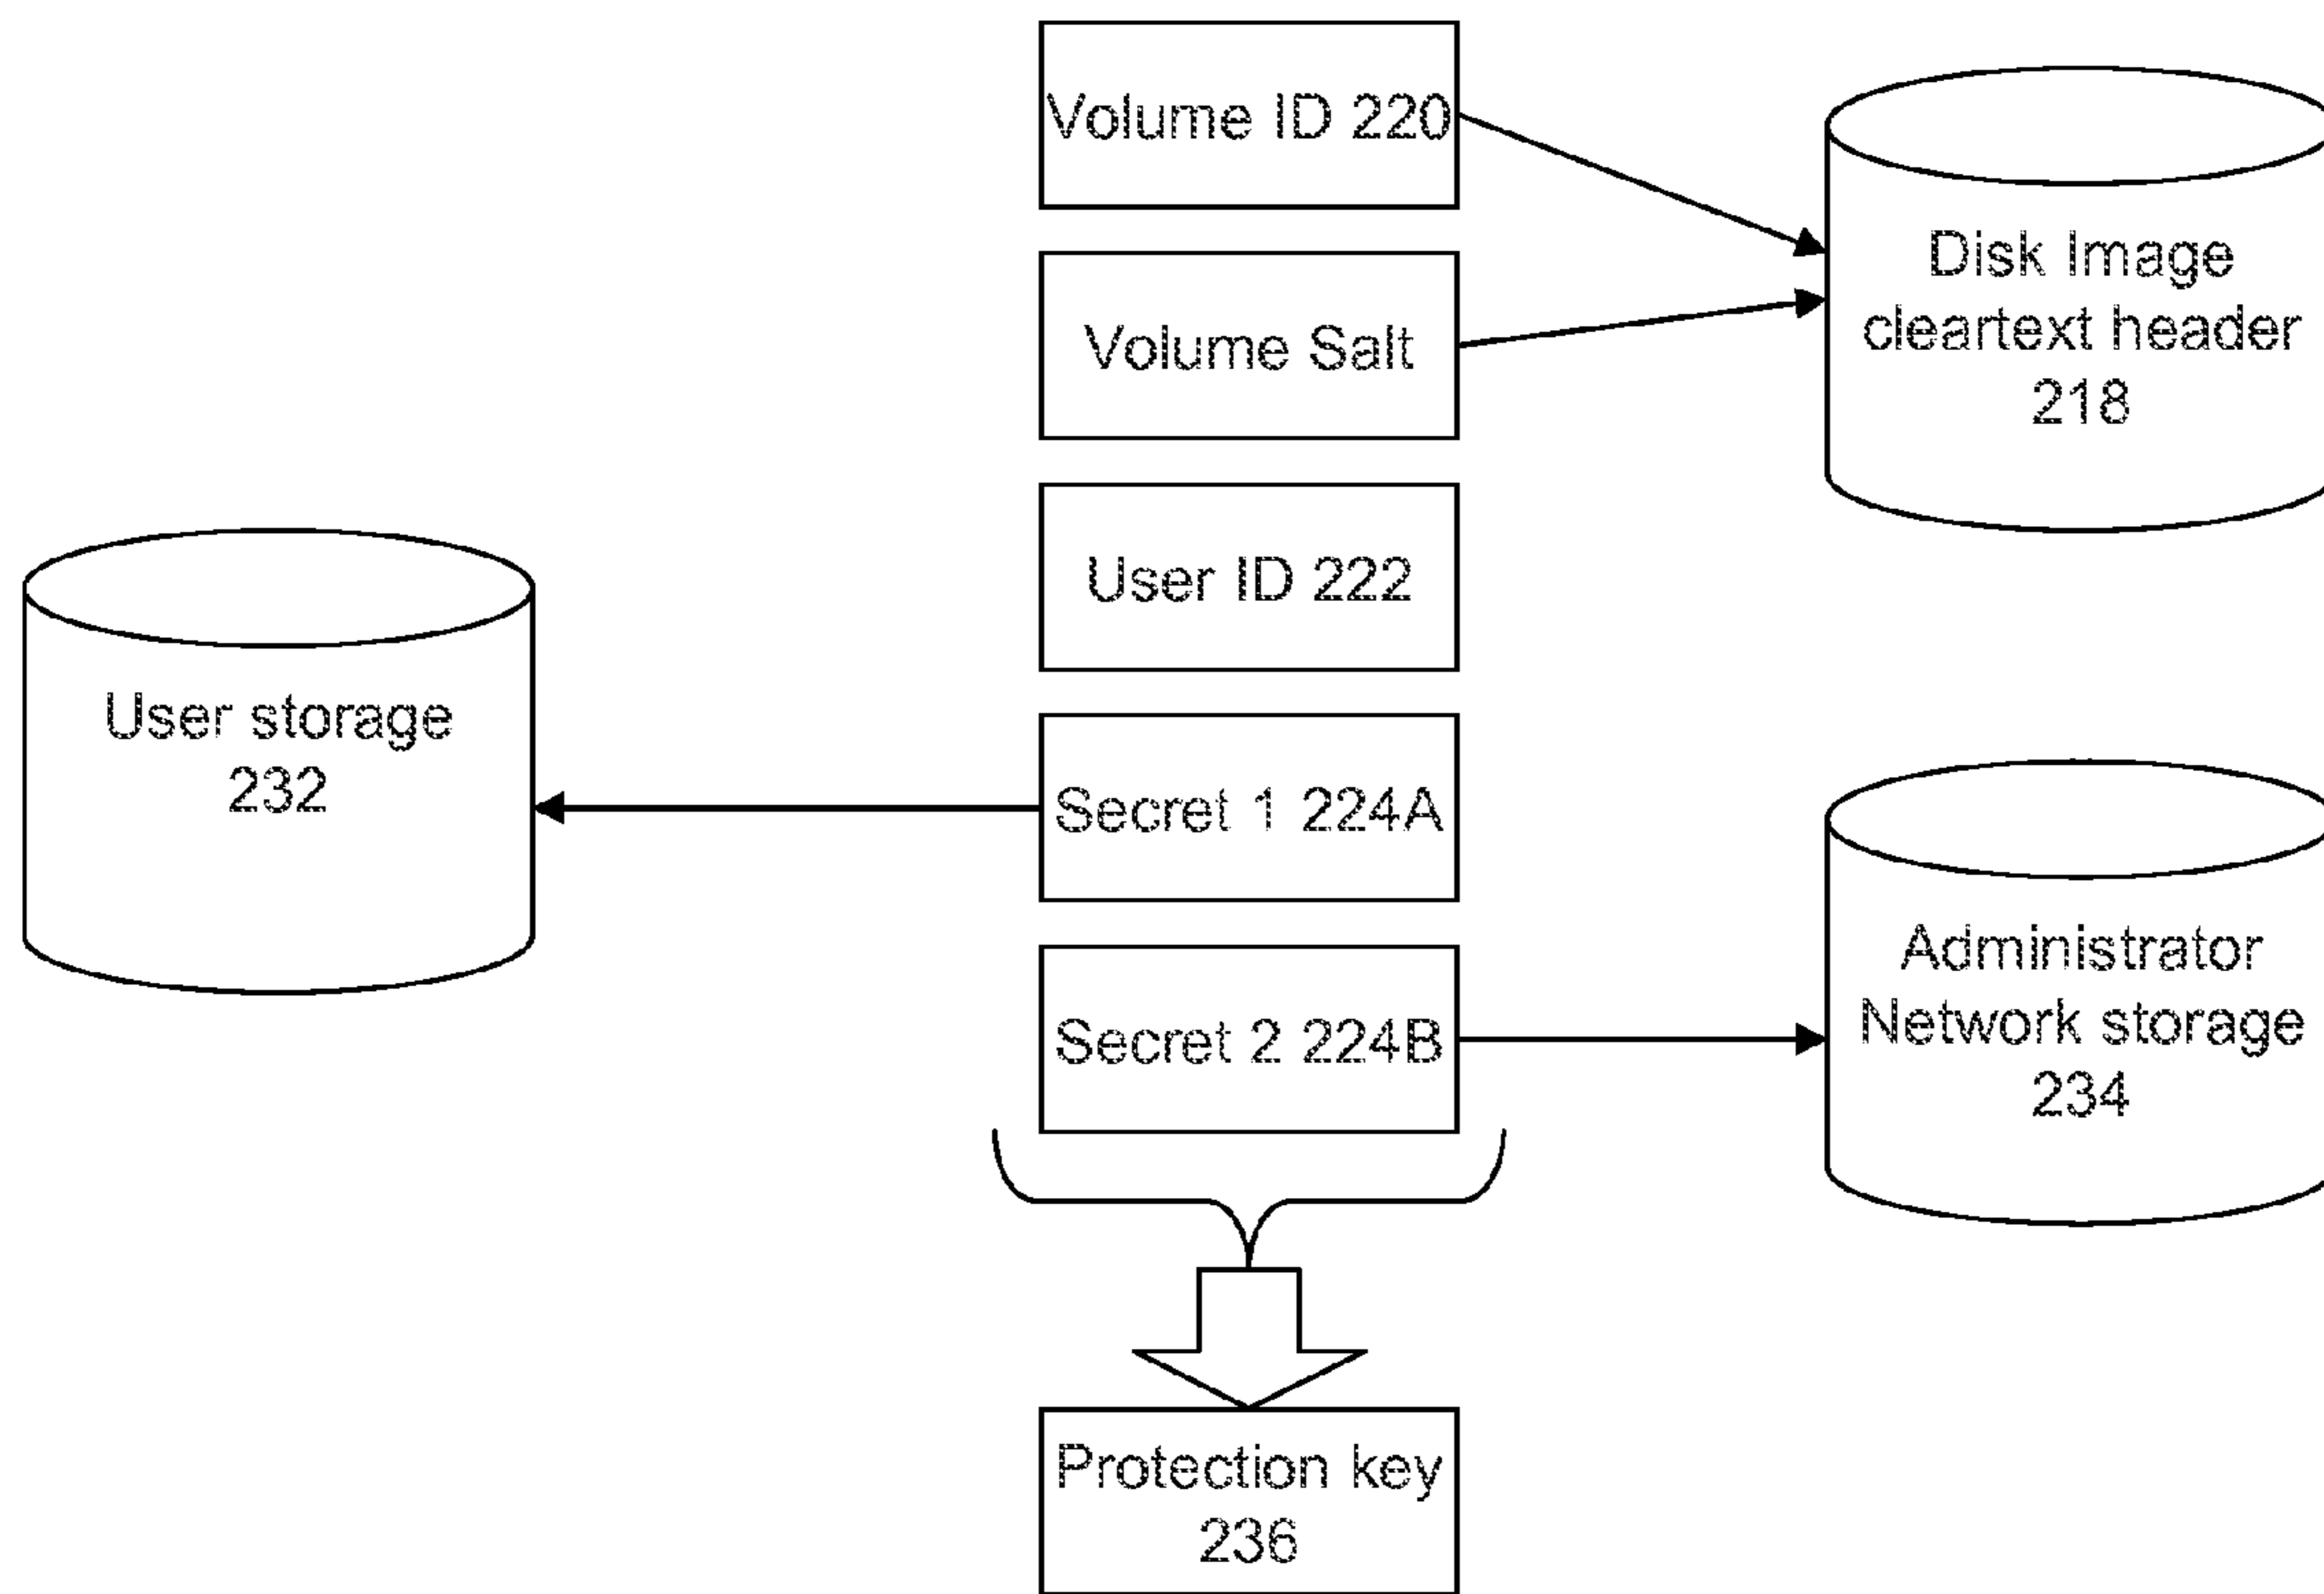 Volume ID 220
Disk Image
cleartext header
218
Volume Salt
User ID 222
User storage
232
Secret 1 224A
Administrator
Network storage
234
Secret 2 224B
Protection key
236